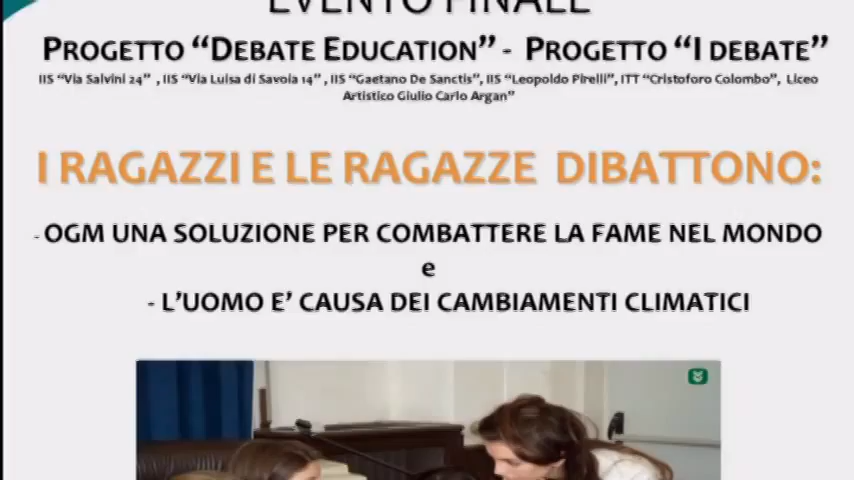 EVENTO FINALE
PROGETTO “DEBATE EDUCATION” - PROGETTO “I DEBATE”
IIS “Via Salvini 24” , IIS “Via Luisa di Savoia 14” , IIS “Gaetano De Sanctis”, IIS “Leopoldo Pirelli”, ITT “Cristoforo Colombo”, Liceo
Artistico Giulio Carlo Argan”
I RAGAZZI E LE RAGAZZE DIBATTONO:
- OGM UNA SOLUZIONE PER COMBATTERE LA FAME NEL MONDO
e
- L’UOMO E’ CAUSA DEI CAMBIAMENTI CLIMATICI